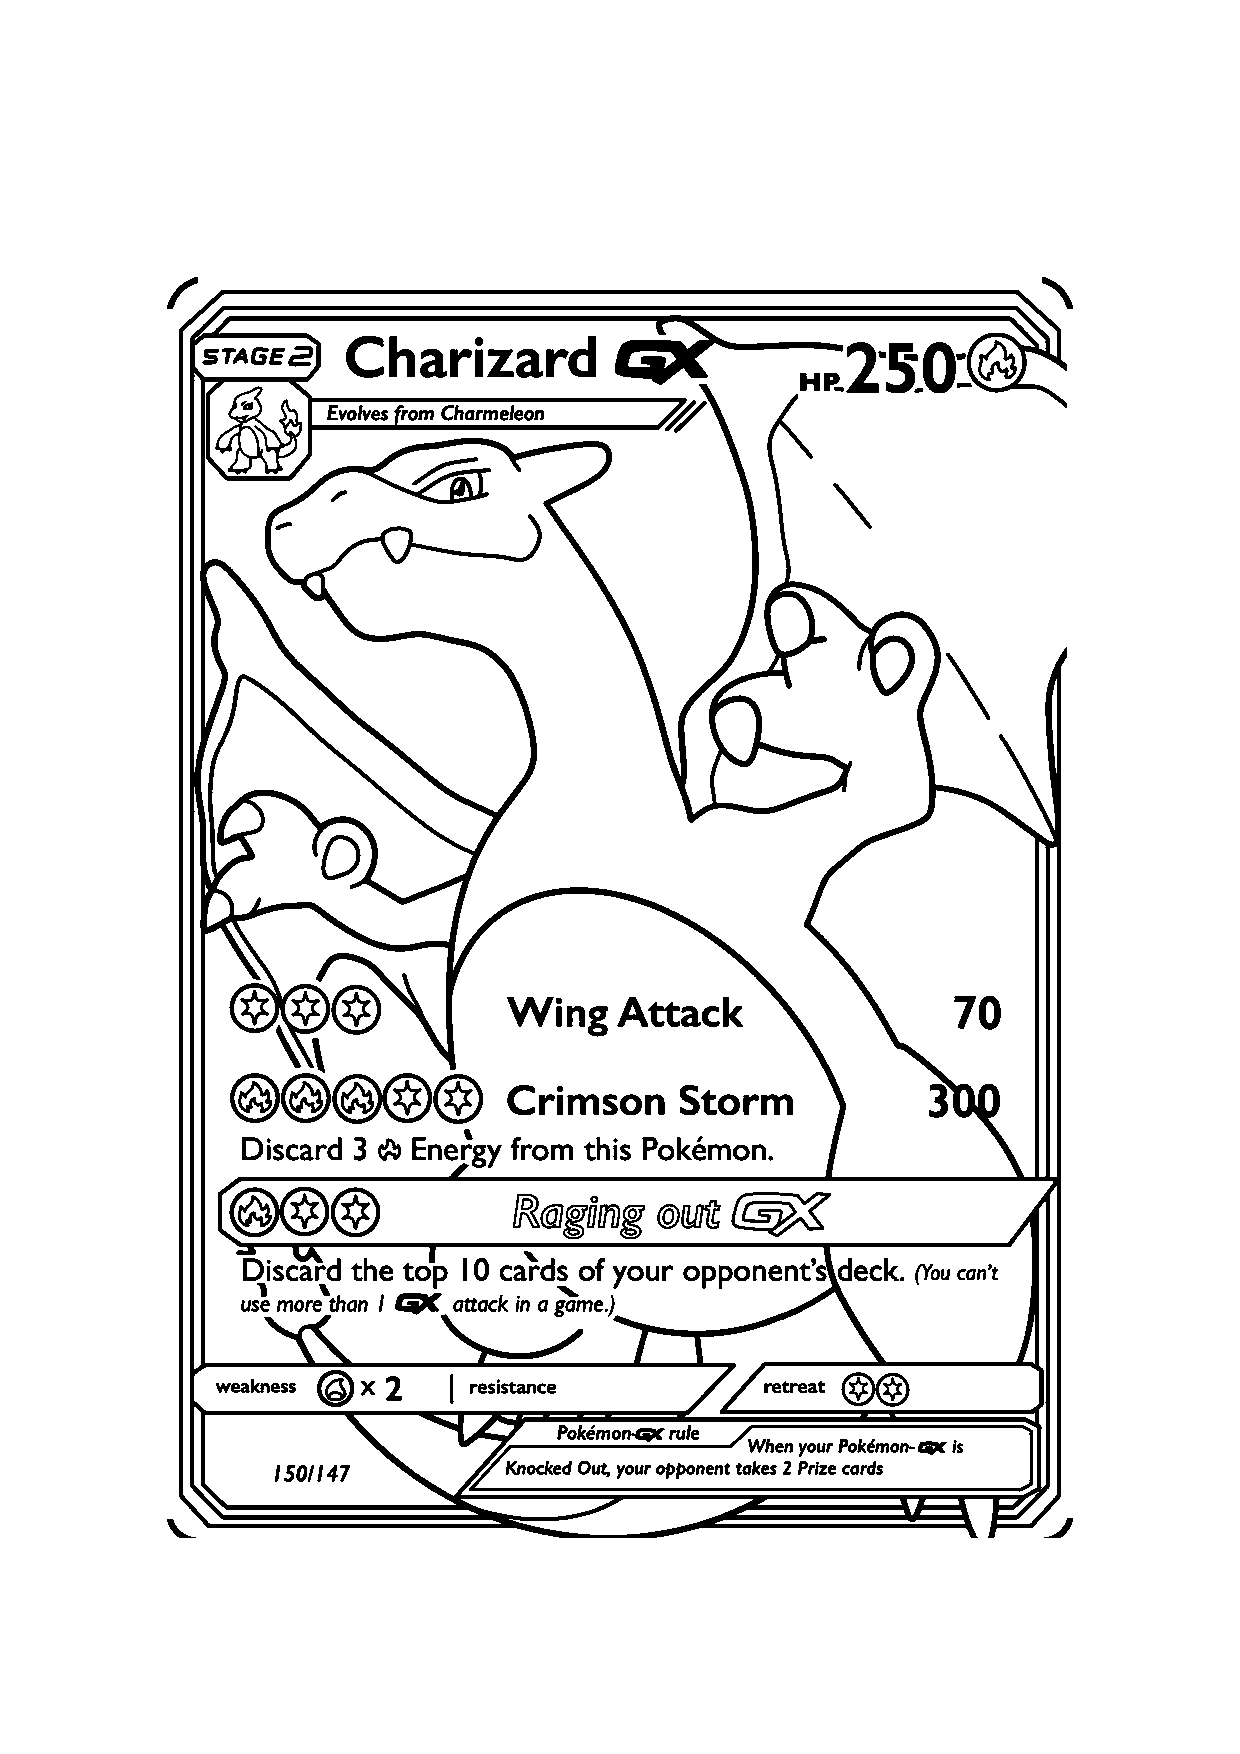 STAGE 2 Charizard GX HP 250
Evolves from Charmeleon
Wing Attack 70
Crimson Storm 300
Discard 3 Energy from this Pokémon.
Raging out GX
Discard the top 10 cards of your opponent's deck. (You can't
use more than 1 GX attack in a game.)
weakness x 2 resistance retreat
Pokémon-GX rule
When your Pokémon-GX is
Knocked Out, your opponent takes 2 Prize cards
150/147